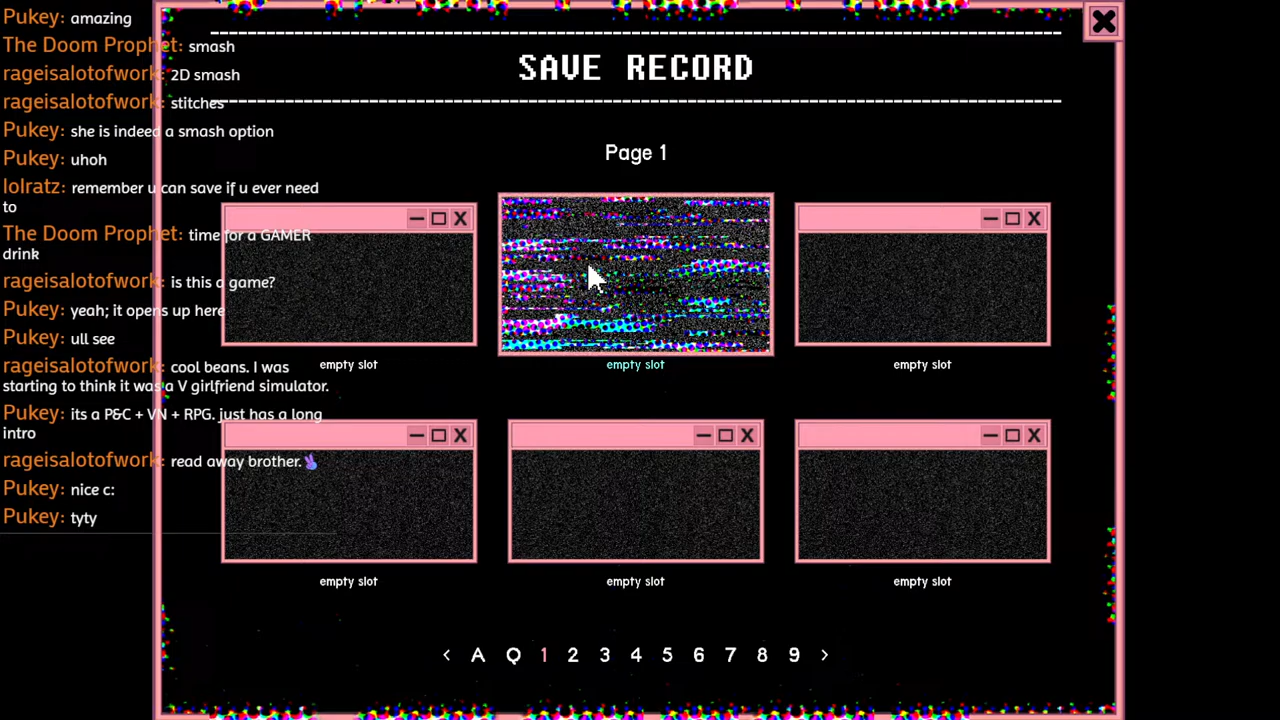 Pukey: amazing
The Doom Prophet: smash
rageisalotofwork: 2D smash
rageisalotofwork: stitches
Pukey: she is indeed a smash option
Pukey: uhoh
lolratz: remember u can save if u ever need
to
The Doom Prophet: time for a GAMER
drink
rageisalotofwork: is this a game?
Pukey: yeah; it opens up here
Pukey: ull see
rageisalotofwork: cool beans. I was
starting to think it was a V girlfriend simulator.
Pukey: its a P&C + VN + RPG. just has a long
intro
rageisalotofwork: read away brother.
Pukey: nice c:
Pukey: tyty
SAVE RECORD
Page 1
empty slot
empty slot
empty slot
empty slot
empty slot
empty slot
< A Q 1 2 3 4 5 6 7 8 9 >